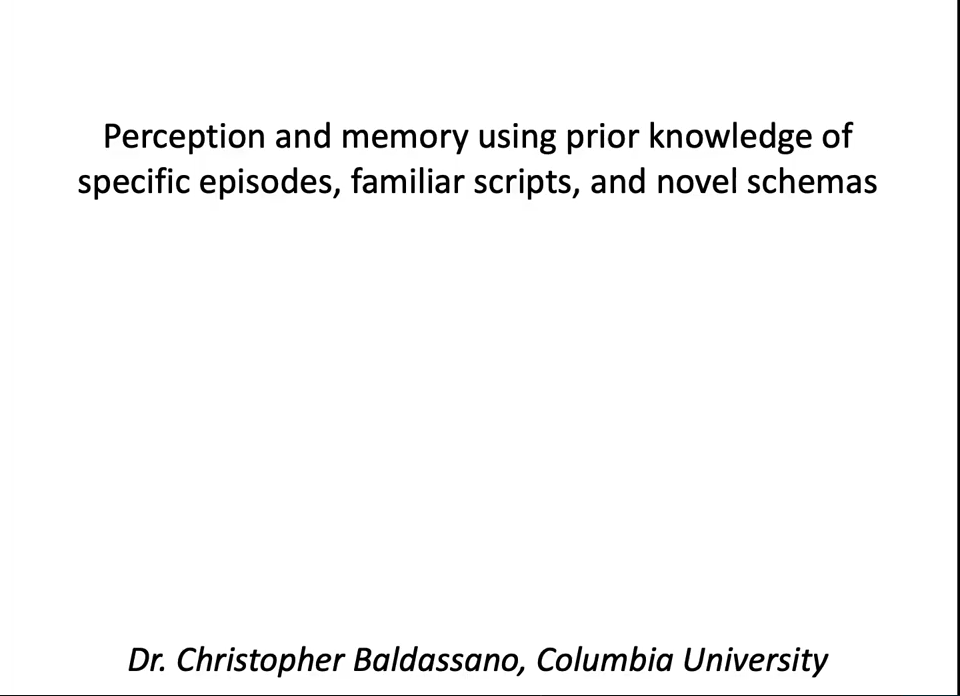 Perception and memory using prior knowledge of
specific episodes, familiar scripts, and novel schemas
Dr. Christopher Baldassano, Columbia University